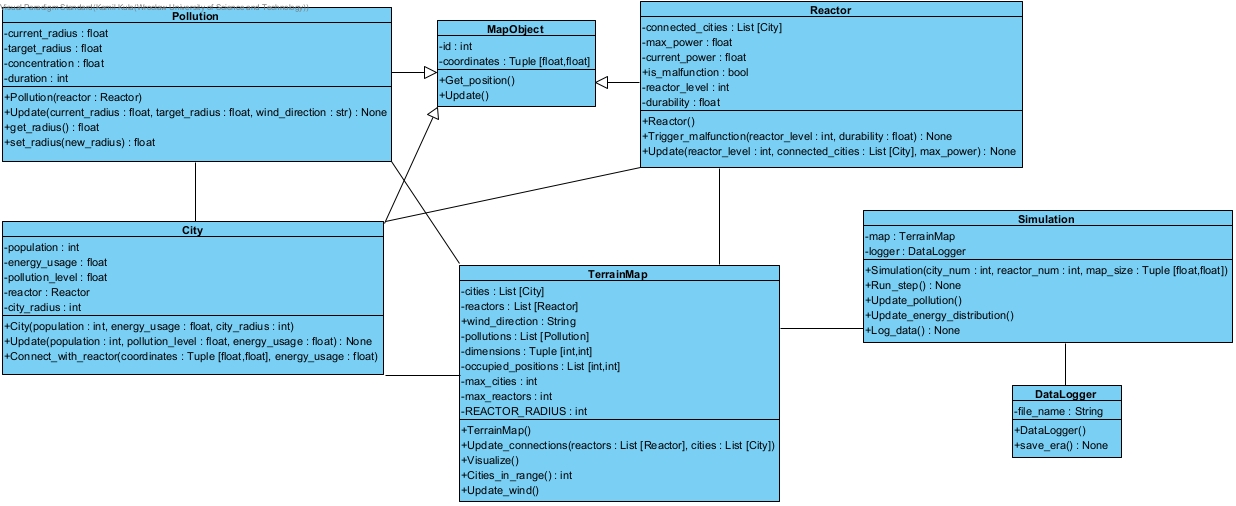 Visual Paradigm Standard(Kamil Kula(Wroclaw University of Science and Technology))
Pollution
-current_radius : float
-target_radius : float
-concentration : float
-duration : int
+Pollution(reactor : Reactor)
+Update(current_radius : float, target_radius : float, wind_direction : str) : None
+get_radius() : float
+set_radius(new_radius) : float
MapObject
-id : int
-coordinates : Tuple [float,float]
+Get_position()
+Update()
Reactor
-connected_cities : List [City]
-max_power : float
-current_power : float
+is_malfunction : bool
-reactor_level : int
-durability : float
+Reactor()
+Trigger_malfunction(reactor_level : int, durability : float) : None
+Update(reactor_level : int, connected_cities : List [City], max_power) : None
City
-population : int
-energy_usage : float
-pollution_level : float
-reactor : Reactor
-city_radius : int
+City(population : int, energy_usage : float, city_radius : int)
+Update(population : int, pollution_level : float, energy_usage : float) : None
+Connect_with_reactor(coordinates : Tuple [float,float], energy_usage : float)
TerrainMap
-cities : List [City]
-reactors : List [Reactor]
+wind_direction : String
-pollutions : List [Pollution]
-dimensions : Tuple [int,int]
-occupied_positions : List [int,int]
-max_cities : int
-max_reactors : int
-REACTOR_RADIUS : int
+TerrainMap()
+Update_connections(reactors : List [Reactor], cities : List [City])
+Visualize()
+Cities_in_range() : int
+Update_wind()
Simulation
-map : TerrainMap
-logger : DataLogger
+Simulation(city_num : int, reactor_num : int, map_size : Tuple [float,float])
+Run_step() : None
+Update_pollution()
+Update_energy_distribution()
+Log_data() : None
DataLogger
-file_name : String
+DataLogger()
+save_era() : None